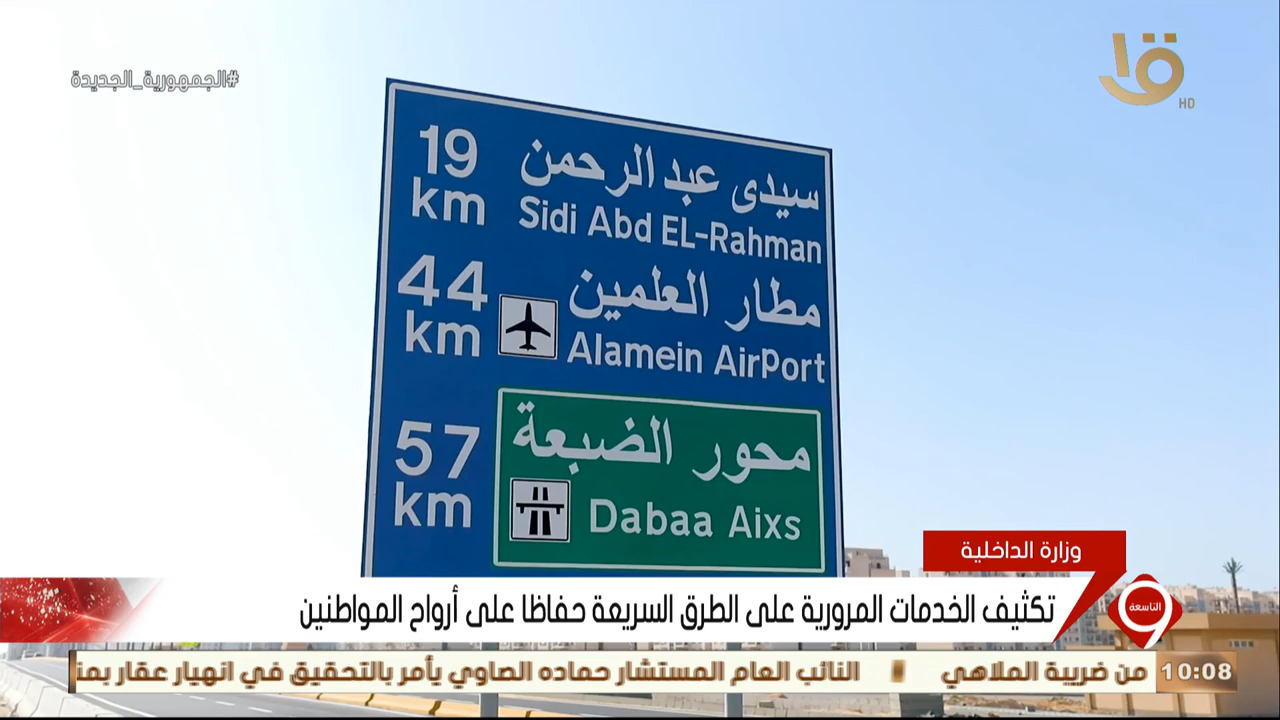 #الجمهورية_الجديدة
HD
19 km
سيدى عبد الرحمن
Sidi Abd EL-Rahman
44 km
مطار العلمين
Alamein AirPort
57 km
محور الضبعة
Dabaa Aixs
وزارة الداخلية
تكثيف الخدمات المرورية على الطرق السريعة حفاظا على أرواح المواطنين
التاسعة
9
10:08
من ضريبة الملاهي
النائب العام المستشار حماده الصاوي يأمر بالتحقيق في انهيار عقار بمن